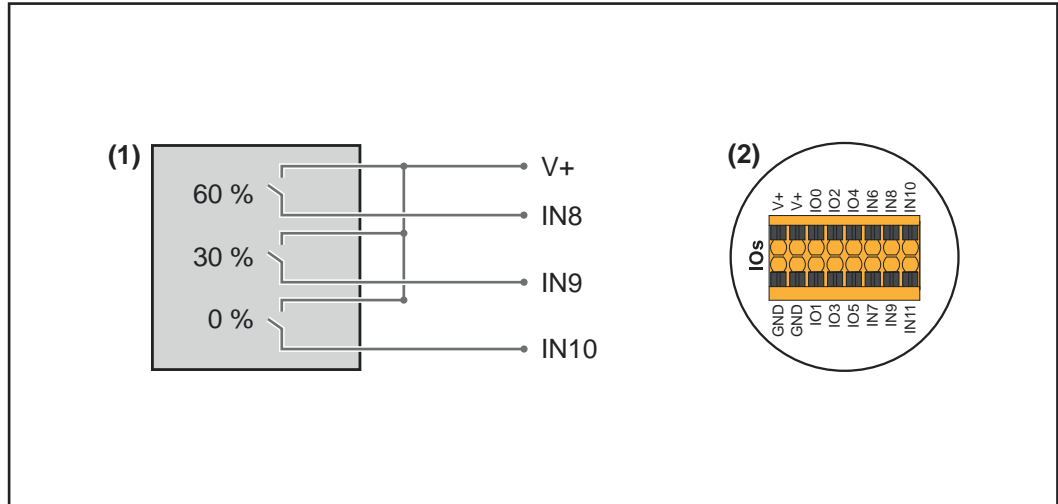 (1)
60 %
30 %
0 %
V+
IN8
IN9
IN10
(2)
V+ V+ IO0 IO2 IO4 IN6 IN8 IN10
IOs
GND GND IO1 IO3 IO5 IN7 IN9 IN11